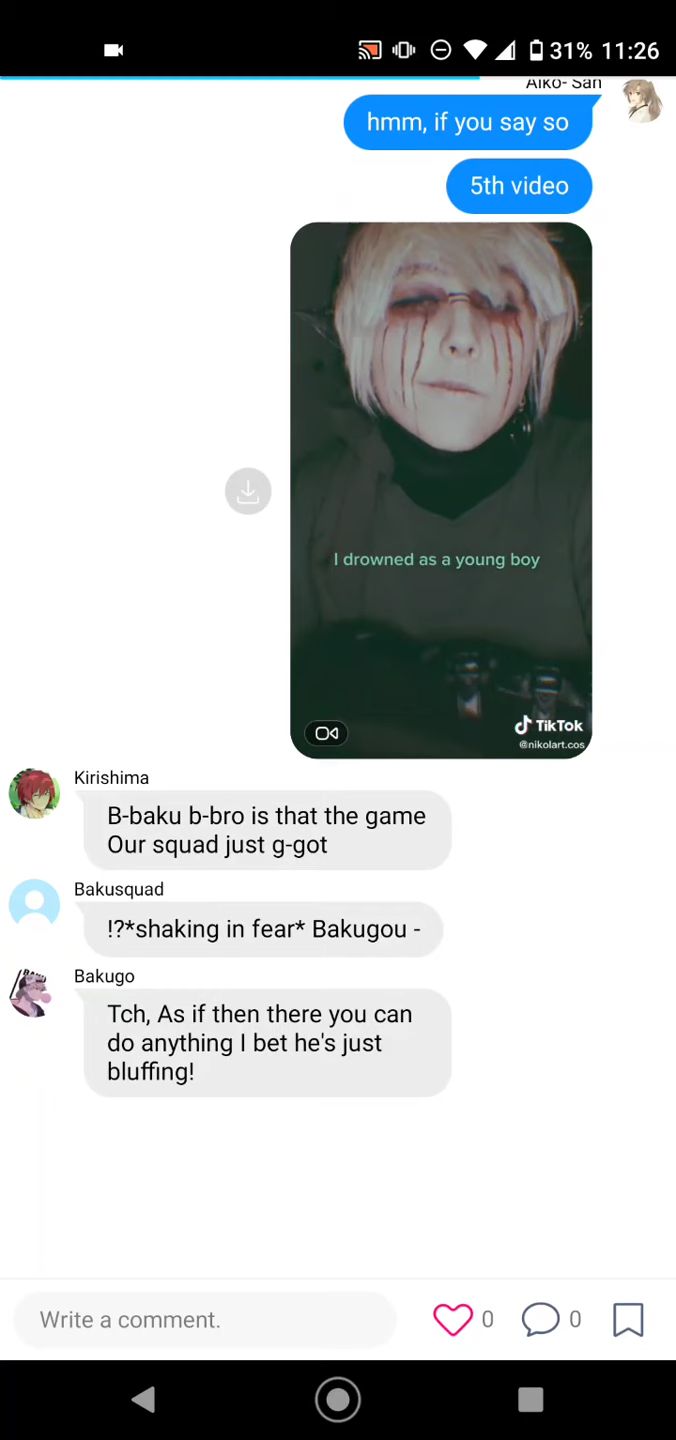 31% 11:26
Aiko- San
hmm, if you say so
5th video
I drowned as a young boy
TikTok
@nikolart.cos
Kirishima
B-baku b-bro is that the game
Our squad just g-got
Bakusquad
!?*shaking in fear* Bakugou -
Bakugo
Tch, As if then there you can
do anything I bet he's just
bluffing!
Write a comment.
0
0